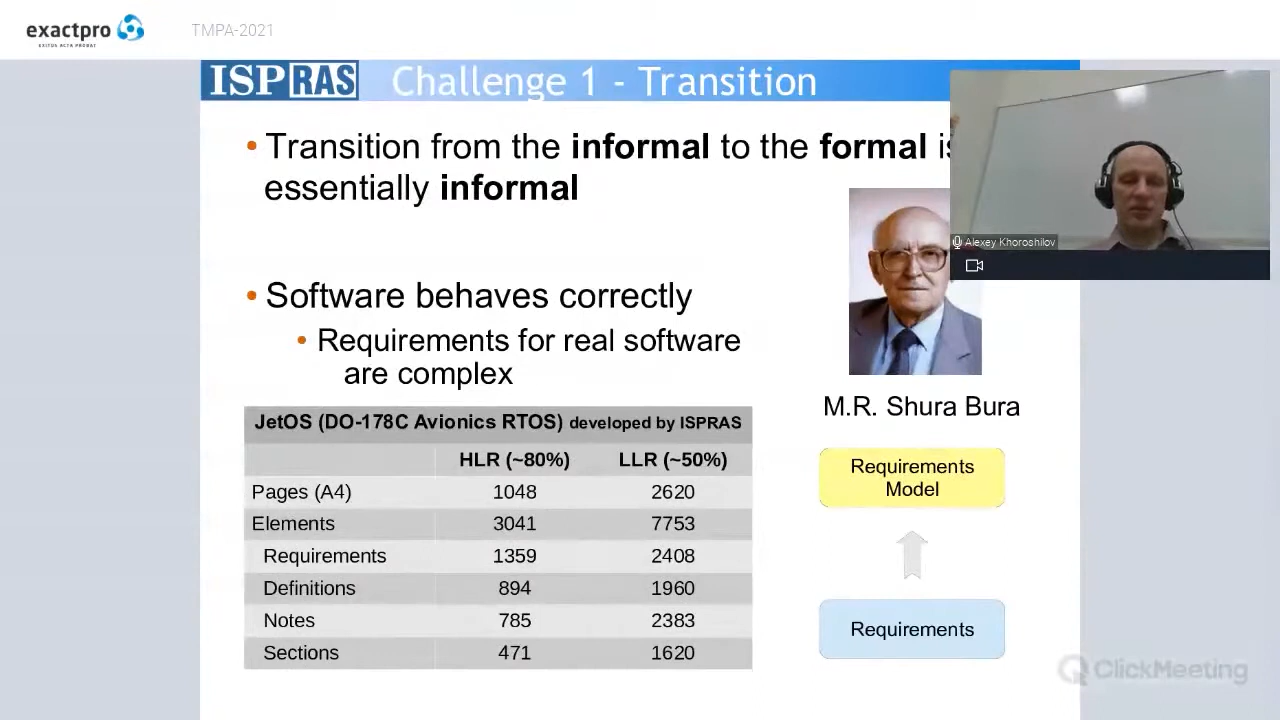 exactpro
EXITUS ACTA PROBAT
TMPA-2021
ISPRAS
Challenge 1 - Transition
• Transition from the informal to the formal is
essentially informal
Alexey Khoroshilov
• Software behaves correctly
• Requirements for real software
are complex
M.R. Shura Bura
JetOS (DO-178C Avionics RTOS) developed by ISPRAS
HLR (~80%) LLR (~50%)
Pages (A4) 1048 2620
Elements 3041 7753
Requirements 1359 2408
Definitions 894 1960
Notes 785 2383
Sections 471 1620
Requirements
Model
Requirements
ClickMeeting